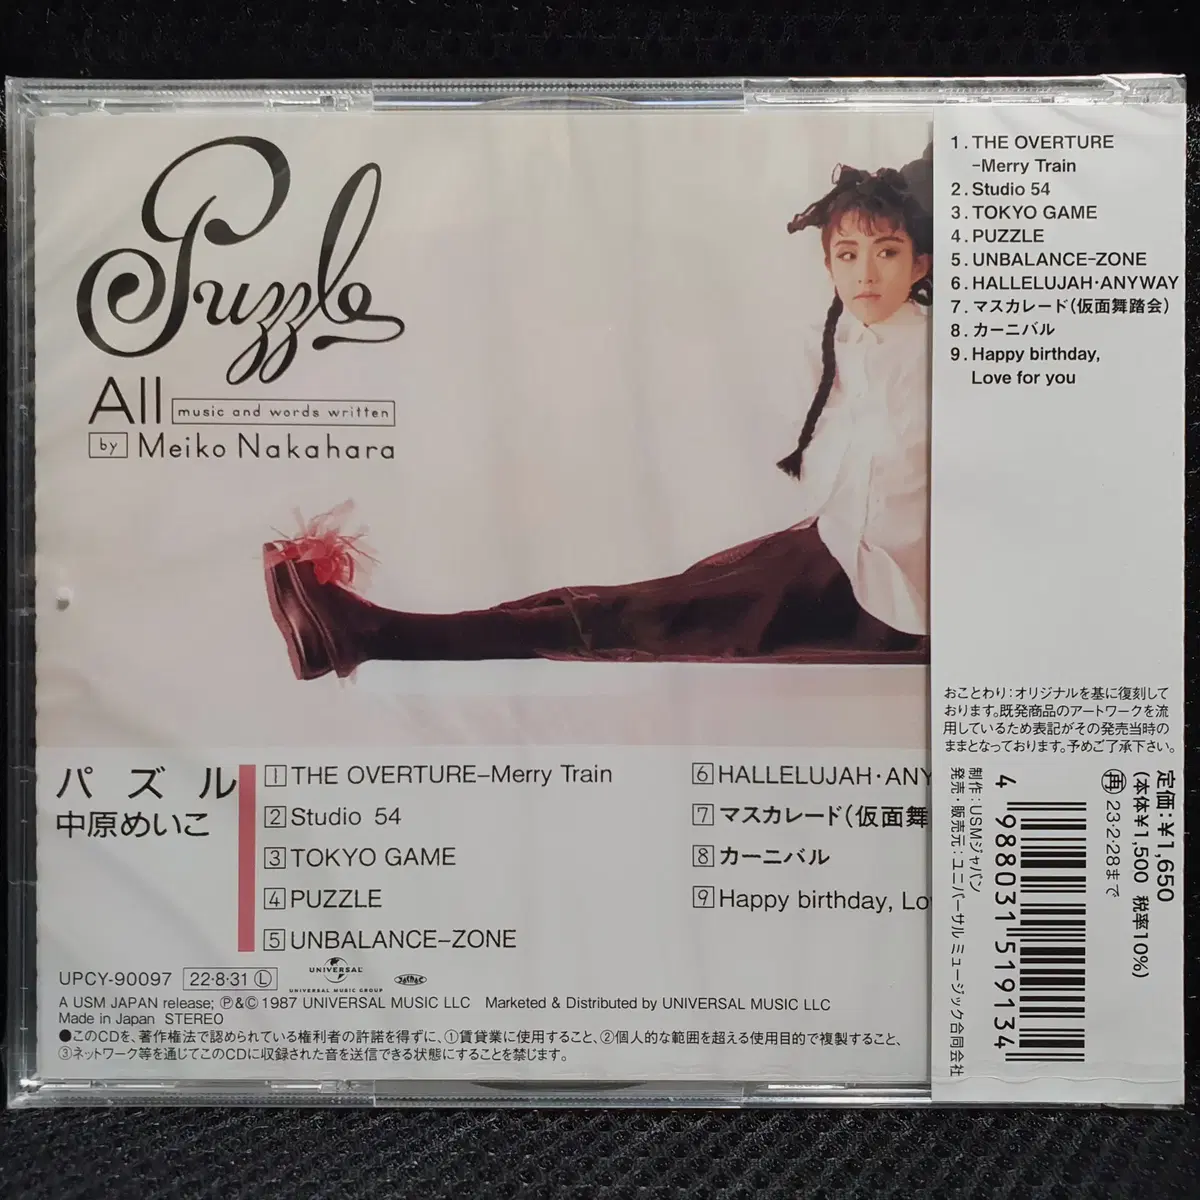 Puzzle
All music and words written
by Meiko Nakahara
1. THE OVERTURE
-Merry Train
2. Studio 54
3. TOKYO GAME
4. PUZZLE
5. UNBALANCE-ZONE
6. HALLELUJAH・ANYWAY
7. マスカレード(仮面舞踏会)
8. カーニバル
9. Happy birthday,
Love for you
おことわり：オリジナルを基に復刻して
おります。既発商品のアートワークを流
用しているため表記がその発売当時の
ままとなっております。予めご了承下さい。
パズル
中原めいこ
1 THE OVERTURE–Merry Train
2 Studio 54
3 TOKYO GAME
4 PUZZLE
5 UNBALANCE–ZONE
6 HALLELUJAH・ANY
7 マスカレード(仮面舞
8 カーニバル
9 Happy birthday, Lo
定価：¥1,650
(本体¥1,500 税率10%)
再 23・2・28まで
4 988031 519134
制作：USMジャパン
発売・販売元：ユニバーサル ミュージック合同会社
UPCY-90097 22・8・31 Ⓛ
UNIVERSAL
UNIVERSAL MUSIC GROUP
A USM JAPAN release; ℗&© 1987 UNIVERSAL MUSIC LLC Marketed & Distributed by UNIVERSAL MUSIC LLC
Made in Japan STEREO
●このCDを、著作権法で認められている権利者の許諾を得ずに、①賃貸業に使用すること、②個人的な範囲を超える使用目的で複製すること、
③ネットワーク等を通じてこのCDに収録された音を送信できる状態にすることを禁じます。